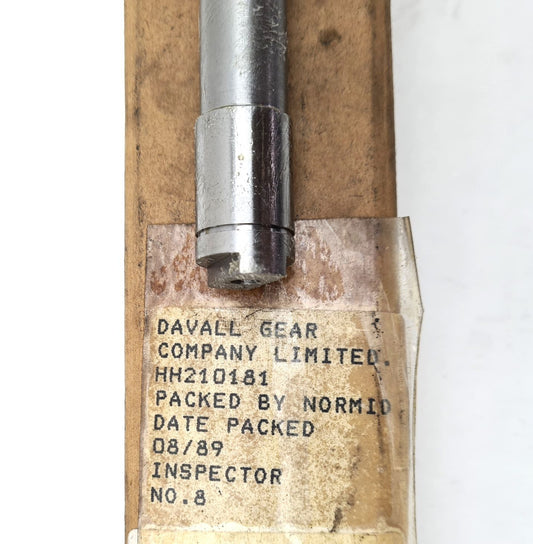 DAVALL GEAR
COMPANY LIMITED.
HH210181
PACKED BY NORMID
DATE PACKED
08/89
INSPECTOR
NO.8